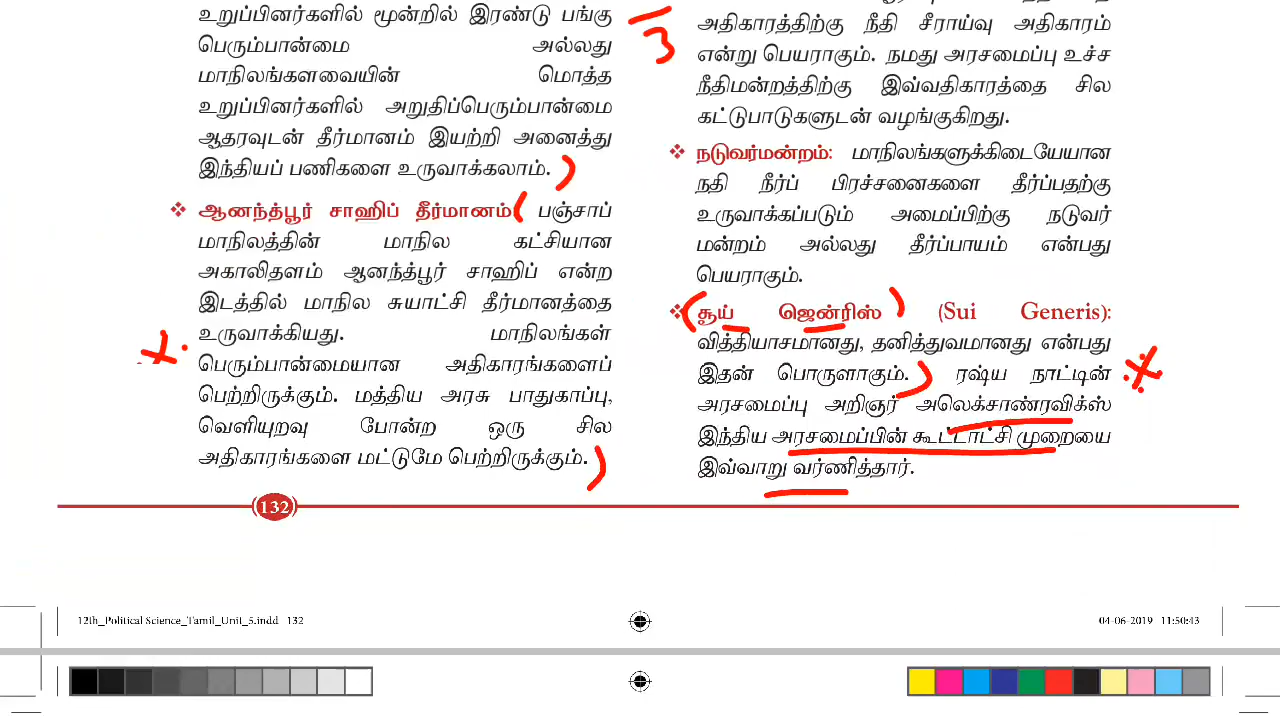 உறுப்பினர்களில் மூன்றில் இரண்டு பங்கு
பெரும்பான்மை அல்லது
மாநிலங்களவையின் மொத்த
உறுப்பினர்களில் அறுதிப்பெரும்பான்மை
ஆதரவுடன் தீர்மானம் இயற்றி அனைத்து
இந்தியப் பணிகளை உருவாக்கலாம்.
❖ ஆனந்த்பூர் சாஹிப் தீர்மானம் பஞ்சாப்
மாநிலத்தின் மாநில கட்சியான
அகாலிதளம் ஆனந்த்பூர் சாஹிப் என்ற
இடத்தில் மாநில சுயாட்சி தீர்மானத்தை
உருவாக்கியது. மாநிலங்கள்
பெரும்பான்மையான அதிகாரங்களைப்
பெற்றிருக்கும். மத்திய அரசு பாதுகாப்பு,
வெளியுறவு போன்ற ஒரு சில
அதிகாரங்களை மட்டுமே பெற்றிருக்கும்.
3
அதிகாரத்திற்கு நீதி சீராய்வு அதிகாரம்
என்று பெயராகும். நமது அரசமைப்பு உச்ச
நீதிமன்றத்திற்கு இவ்வதிகாரத்தை சில
கட்டுபாடுகளுடன் வழங்குகிறது.
❖ நடுவர்மன்றம்: மாநிலங்களுக்கிடையேயான
நதி நீர்ப் பிரச்சனைகளை தீர்ப்பதற்கு
உருவாக்கப்படும் அமைப்பிற்கு நடுவர்
மன்றம் அல்லது தீர்ப்பாயம் என்பது
பெயராகும்.
❖ சூய் ஜென்ரிஸ் (Sui Generis):
வித்தியாசமானது, தனித்துவமானது என்பது
இதன் பொருளாகும். ரஷ்ய நாட்டின்
அரசமைப்பு அறிஞர் அலெக்சாண்ரவிக்ஸ்
இந்திய அரசமைப்பின் கூட்டாட்சி முறையை
இவ்வாறு வர்ணித்தார்.
132
12th_Political Science_Tamil_Unit_5.indd 132
04-06-2019 11:50:43